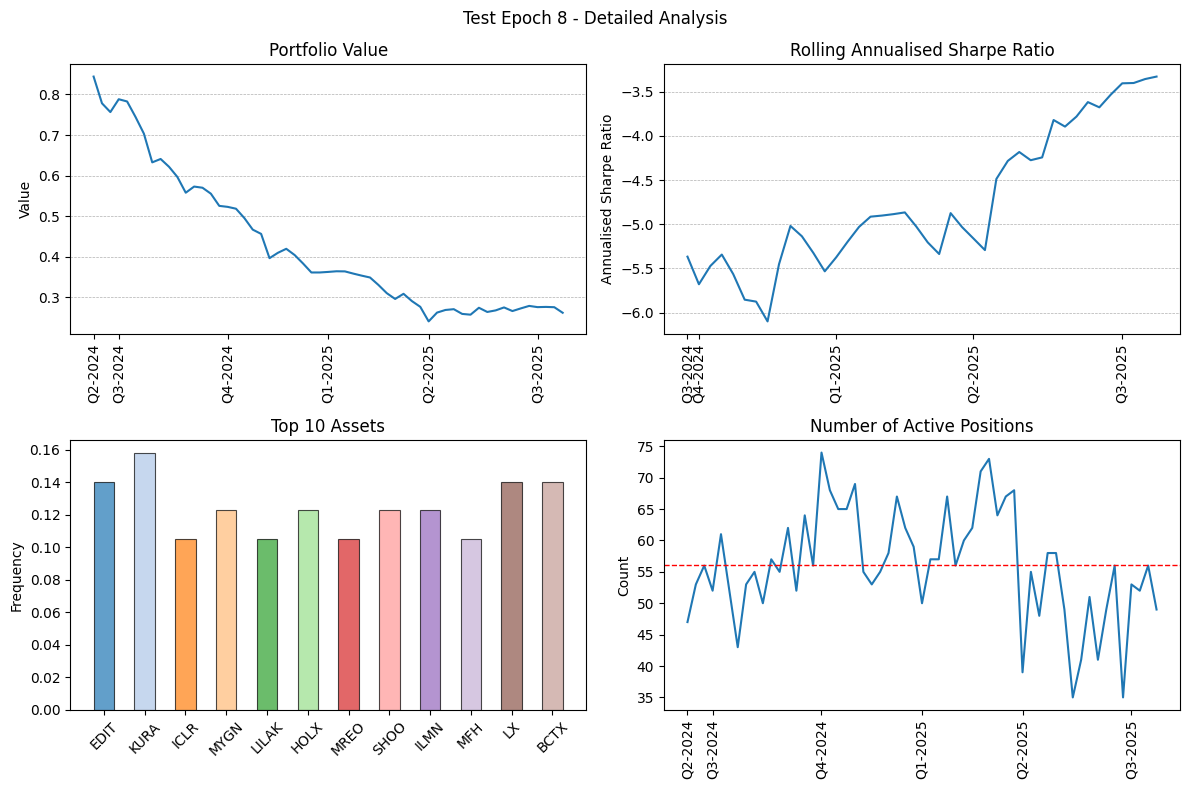 Test Epoch 8 - Detailed Analysis
Portfolio Value
Value
0.8
0.7
0.6
0.5
0.4
0.3
Q2-2024
Q3-2024
Q4-2024
Q1-2025
Q2-2025
Q3-2025
Rolling Annualised Sharpe Ratio
Annualised Sharpe Ratio
−3.5
−4.0
−4.5
−5.0
−5.5
−6.0
Q3-2024
Q4-2024
Q1-2025
Q2-2025
Q3-2025
Top 10 Assets
Frequency
0.16
0.14
0.12
0.10
0.08
0.06
0.04
0.02
0.00
EDIT
KURA
ICLR
MYGN
LILAK
HOLX
MREO
SHOO
ILMN
MFH
LX
BCTX
Number of Active Positions
Count
75
70
65
60
55
50
45
40
35
Q2-2024
Q3-2024
Q4-2024
Q1-2025
Q2-2025
Q3-2025